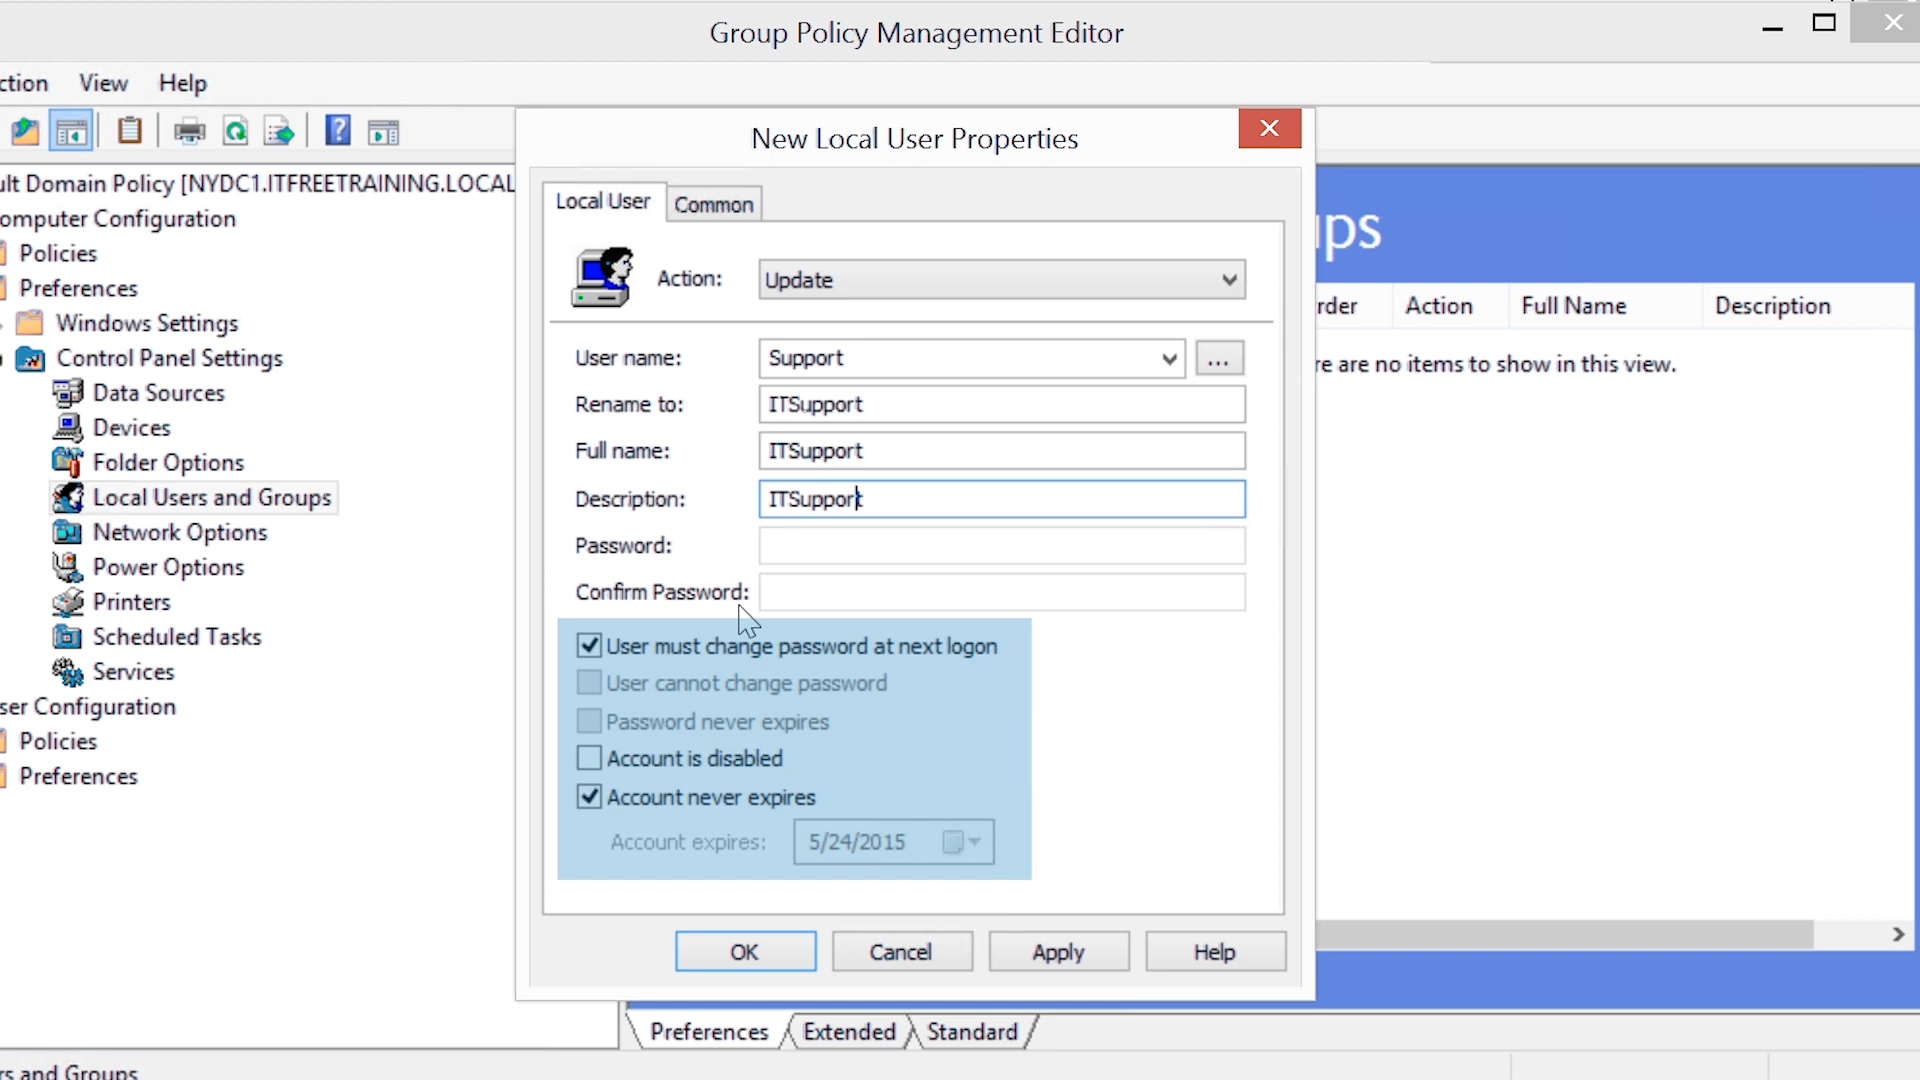 Group Policy Management Editor
ction View Help
ult Domain Policy [NYDC1.ITFREETRAINING.LOCAL
omputer Configuration
Policies
Preferences
Windows Settings
Control Panel Settings
Data Sources
Devices
Folder Options
Local Users and Groups
Network Options
Power Options
Printers
Scheduled Tasks
Services
ser Configuration
Policies
Preferences
New Local User Properties
Local User Common
Action: Update
User name: Support ...
Rename to: ITSupport
Full name: ITSupport
Description: ITSupport
Password:
Confirm Password:
User must change password at next logon
User cannot change password
Password never expires
Account is disabled
Account never expires
Account expires: 5/24/2015
OK Cancel Apply Help
ups
rder Action Full Name Description
re are no items to show in this view.
Preferences Extended Standard
rs and Groups